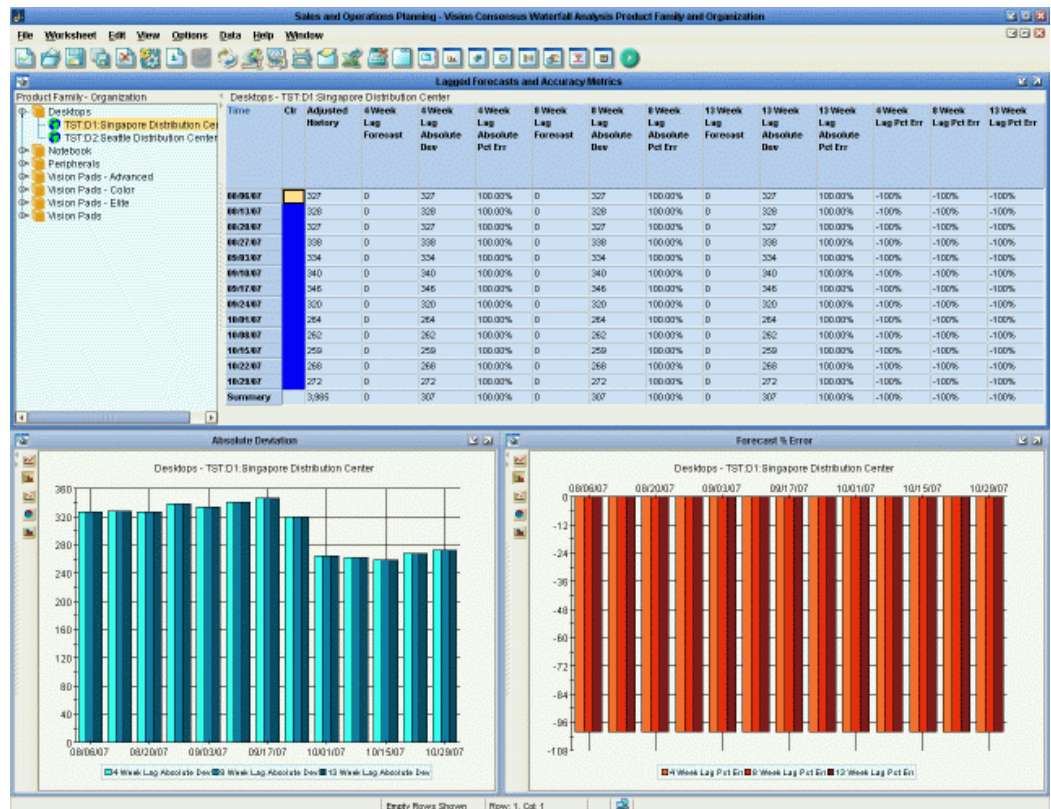 Sales and Operations Planning - Vision Consensus Waterfall Analysis Product Family and Organization
File Worksheet Edit View Options Data Help Window
Lagged Forecasts and Accuracy Metrics
Product Family - Organization
Desktops
TST:D1:Singapore Distribution Cer
TST:D2:Seattle Distribution Center
Notebook
Peripherals
Vision Pads - Advanced
Vision Pads - Color
Vision Pads - Elite
Vision Pads
Desktops - TST:D1:Singapore Distribution Center
Time Clr Adjusted History 4 Week Lag Forecast 4 Week Lag Absolute Dev 4 Week Lag Absolute Pct Err 8 Week Lag Forecast 8 Week Lag Absolute Dev 8 Week Lag Absolute Pct Err 13 Week Lag Forecast 13 Week Lag Absolute Dev 13 Week Lag Absolute Pct Err 4 Week Lag Pct Err 8 Week Lag Pct Err 13 Week Lag Pct Err
08/06/07 327 0 327 100.00% 0 327 100.00% 0 327 100.00% -100% -100% -100%
08/13/07 328 0 328 100.00% 0 328 100.00% 0 328 100.00% -100% -100% -100%
08/20/07 327 0 327 100.00% 0 327 100.00% 0 327 100.00% -100% -100% -100%
08/27/07 338 0 338 100.00% 0 338 100.00% 0 338 100.00% -100% -100% -100%
09/03/07 334 0 334 100.00% 0 334 100.00% 0 334 100.00% -100% -100% -100%
09/10/07 340 0 340 100.00% 0 340 100.00% 0 340 100.00% -100% -100% -100%
09/17/07 346 0 346 100.00% 0 346 100.00% 0 346 100.00% -100% -100% -100%
09/24/07 320 0 320 100.00% 0 320 100.00% 0 320 100.00% -100% -100% -100%
10/01/07 264 0 264 100.00% 0 264 100.00% 0 264 100.00% -100% -100% -100%
10/08/07 262 0 262 100.00% 0 262 100.00% 0 262 100.00% -100% -100% -100%
10/15/07 259 0 259 100.00% 0 259 100.00% 0 259 100.00% -100% -100% -100%
10/22/07 268 0 268 100.00% 0 268 100.00% 0 268 100.00% -100% -100% -100%
10/29/07 272 0 272 100.00% 0 272 100.00% 0 272 100.00% -100% -100% -100%
Summary 3,985 0 307 100.00% 0 307 100.00% 0 307 100.00% -100% -100% -100%
Absolute Deviation
Desktops - TST:D1:Singapore Distribution Center
360
320
280
240
200
160
120
80
40
0
08/06/07 08/20/07 09/03/07 09/17/07 10/01/07 10/15/07 10/29/07
4 Week Lag Absolute Dev 8 Week Lag Absolute Dev 13 Week Lag Absolute Dev
Forecast % Error
Desktops - TST:D1:Singapore Distribution Center
08/06/07 08/20/07 09/03/07 09/17/07 10/01/07 10/15/07 10/29/07
0
-12
-24
-36
-48
-60
-72
-84
-96
-108
4 Week Lag Pct Err 8 Week Lag Pct Err 13 Week Lag Pct Err
Empty Rows Shown Row: 1, Col: 1